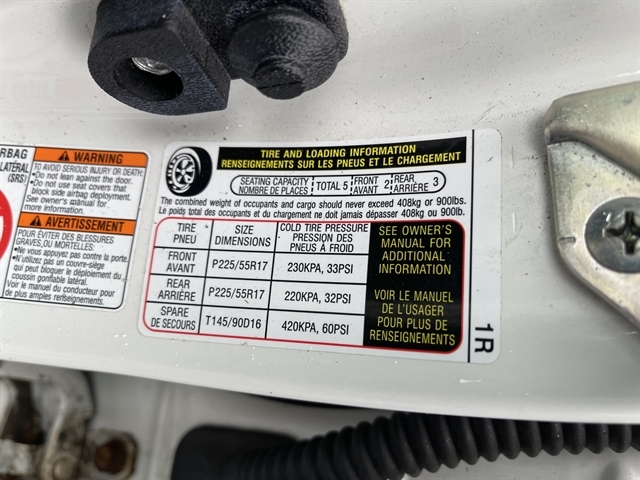 RBAG
LATÉRAL
(SRS)
WARNING
TO AVOID SERIOUS INJURY OR DEATH:
•Do not lean against the door.
•Do not use seat covers that
block side airbag deployment.
See owner's manual for
more information.
AVERTISSEMENT
POUR ÉVITER DES BLESSURES
GRAVES, OU MORTELLES:
•Ne vous appuyez pas contre la porte.
•N'utilisez pas un couvre-siège
qui peut bloquer le déploiement du
coussin gonflable latéral.
Voir le manuel du conducteur pour
de plus amples renseignements.
TIRE AND LOADING INFORMATION
RENSEIGNEMENTS SUR LES PNEUS ET LE CHARGEMENT
SEATING CAPACITY TOTAL 5 FRONT 2 REAR 3
NOMBRE DE PLACES AVANT ARRIÈRE
The combined weight of occupants and cargo should never exceed 408kg or 900lbs.
Le poids total des occupants et du chargement ne doit jamais dépasser 408kg ou 900lb.
TIRE
PNEU
SIZE
DIMENSIONS
COLD TIRE PRESSURE
PRESSION DES
PNEUS À FROID
FRONT
AVANT
P225/55R17
230KPA, 33PSI
REAR
ARRIÈRE
P225/55R17
220KPA, 32PSI
SPARE
DE SECOURS
T145/90D16
420KPA, 60PSI
SEE OWNER'S
MANUAL FOR
ADDITIONAL
INFORMATION
VOIR LE MANUEL
DE L'USAGER
POUR PLUS DE
RENSEIGNEMENTS
1R